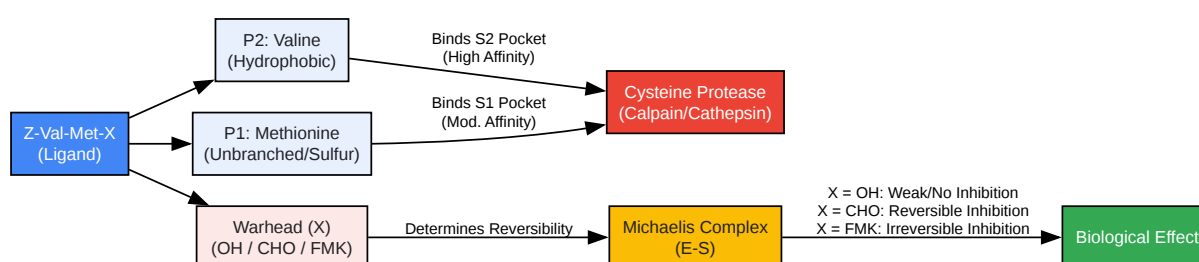 P2: Valine
(Hydrophobic)
Binds S2 Pocket
(High Affinity)
Z-Val-Met-X
(Ligand)
P1: Methionine
(Unbranched/Sulfur)
Binds S1 Pocket
(Mod. Affinity)
Cysteine Protease
(Calpain/Cathepsin)
Warhead (X)
(OH / CHO / FMK)
Determines Reversibility
Michaelis Complex
(E-S)
X = OH: Weak/No Inhibition
X = CHO: Reversible Inhibition
X = FMK: Irreversible Inhibition
Biological Effect